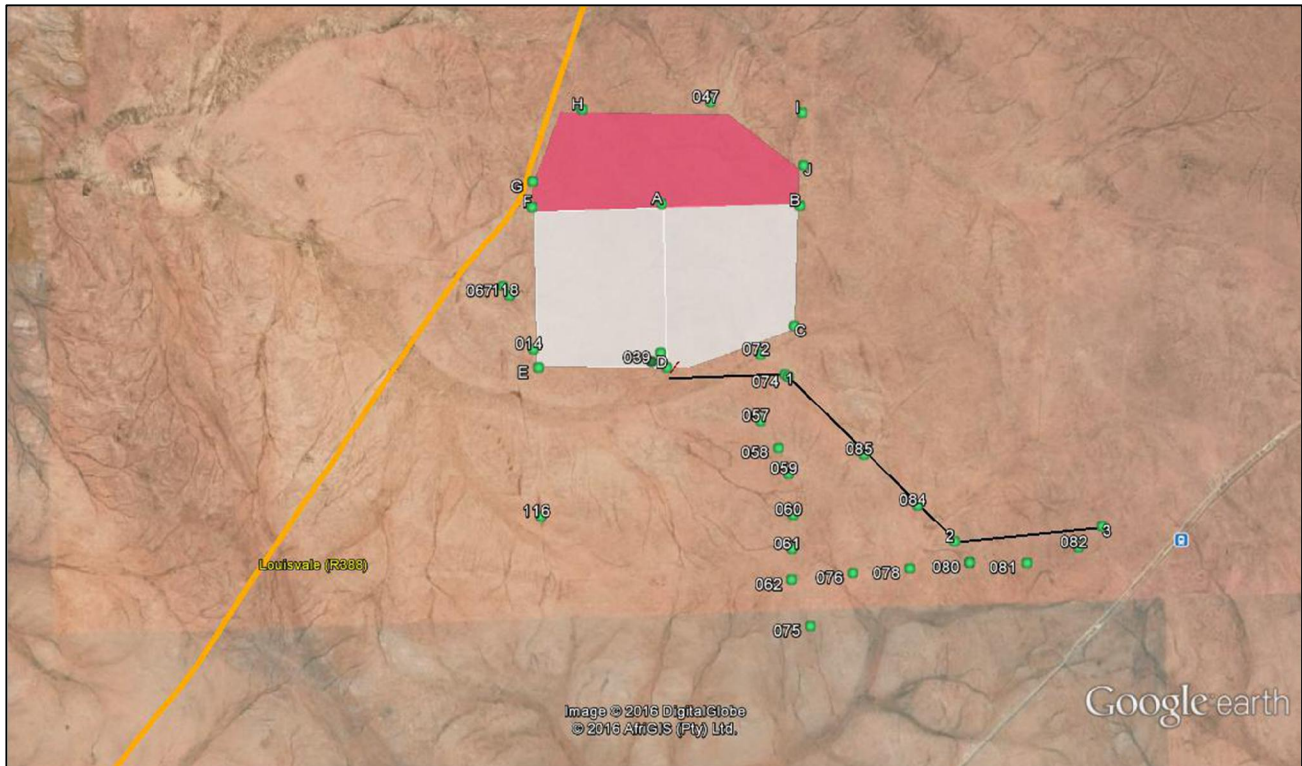 H
047
I
J
G
F
A
B
067118
014
C
039
D
072
E
074
1
057
058
085
059
116
060
084
061
2
3
082
Louisvale (R388)
062
076
078
080
081
075
Image © 2016 DigitalGlobe
© 2016 AfriGIS (Pty) Ltd.
Google earth